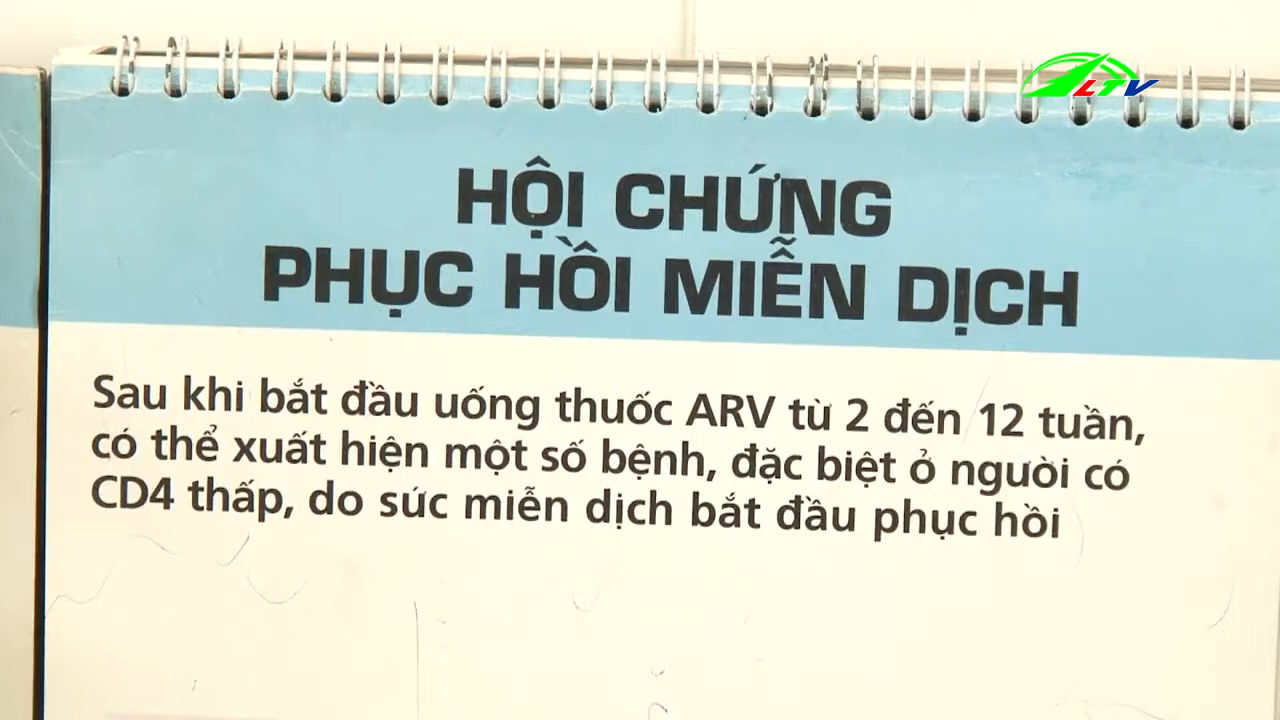 LTV
HỘI CHỨNG
PHỤC HỒI MIỄN DỊCH
Sau khi bắt đầu uống thuốc ARV từ 2 đến 12 tuần,
có thể xuất hiện một số bệnh, đặc biệt ở người có
CD4 thấp, do sức miễn dịch bắt đầu phục hồi